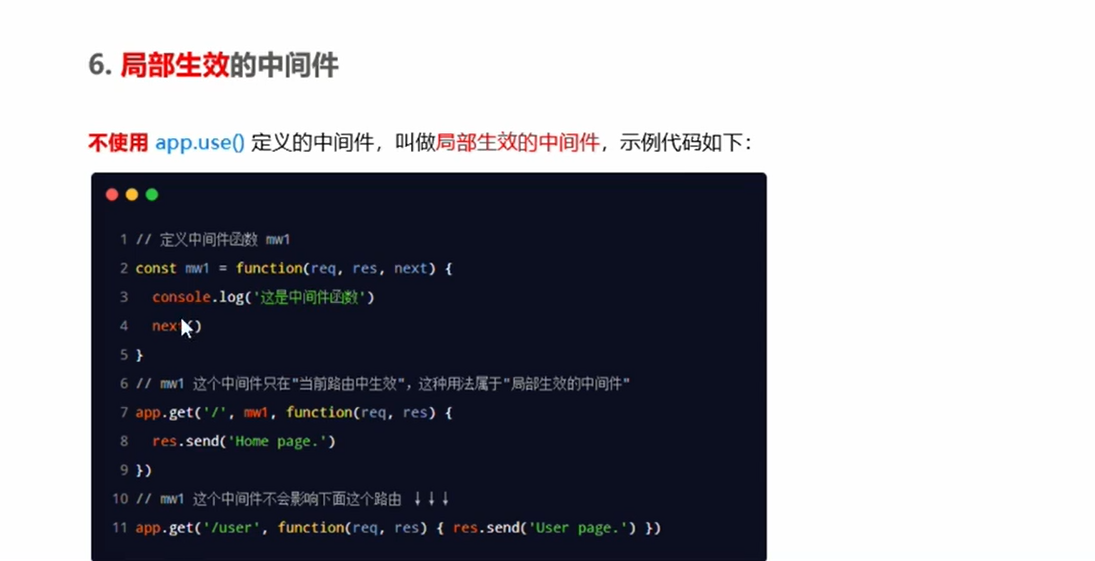 6. 局部生效的中间件
不使用 app.use() 定义的中间件，叫做局部生效的中间件，示例代码如下：
1 // 定义中间件函数 mw1
2 const mw1 = function(req, res, next) {
3   console.log('这是中间件函数')
4   next()
5 }
6 // mw1 这个中间件只在"当前路由中生效"，这种用法属于"局部生效的中间件"
7 app.get('/', mw1, function(req, res) {
8   res.send('Home page.')
9 })
10 // mw1 这个中间件不会影响下面这个路由 ↓↓↓
11 app.get('/user', function(req, res) { res.send('User page.') })